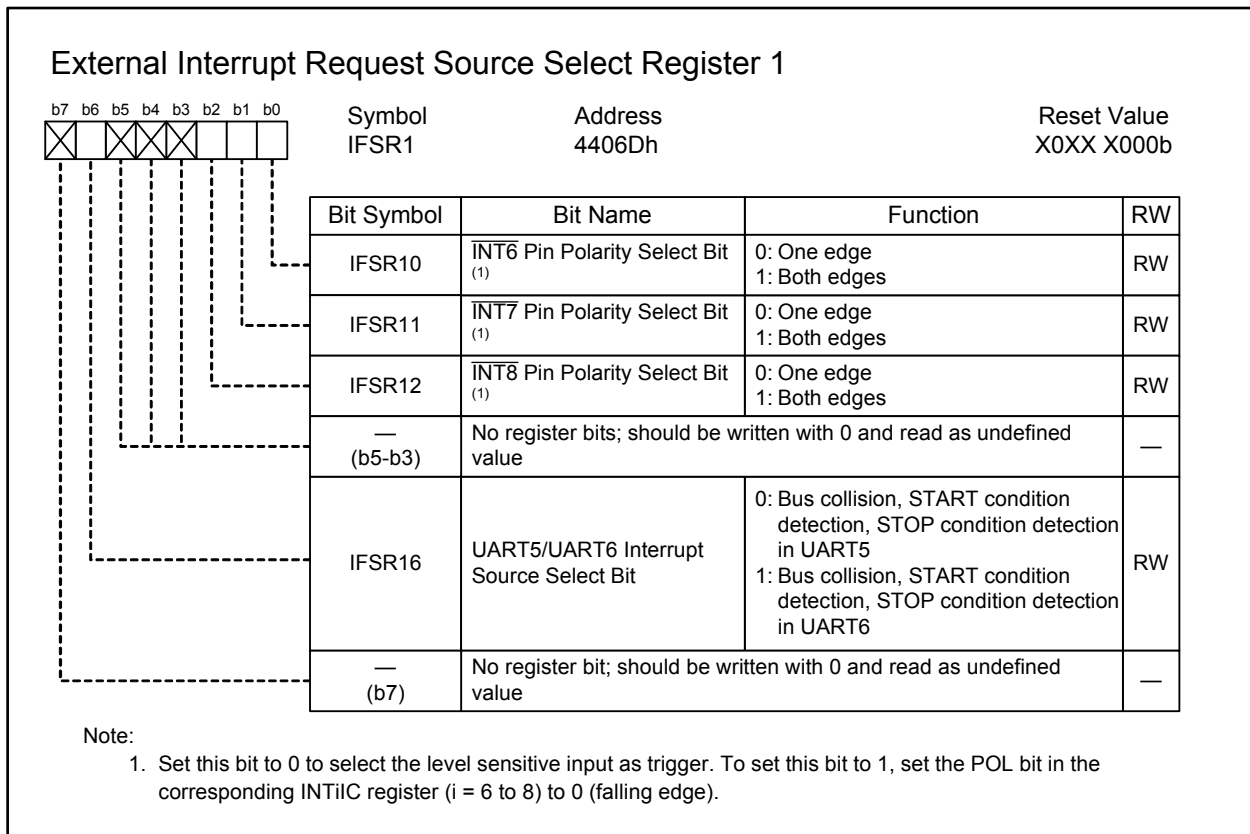 External Interrupt Request Source Select Register 1
b7 b6 b5 b4 b3 b2 b1 b0
Symbol Address Reset Value
IFSR1 4406Dh X0XX X000b
Bit Symbol Bit Name Function RW
IFSR10 INT6 Pin Polarity Select Bit (1) 0: One edge 1: Both edges RW
IFSR11 INT7 Pin Polarity Select Bit (1) 0: One edge 1: Both edges RW
IFSR12 INT8 Pin Polarity Select Bit (1) 0: One edge 1: Both edges RW
— (b5-b3) No register bits; should be written with 0 and read as undefined value —
IFSR16 UART5/UART6 Interrupt Source Select Bit 0: Bus collision, START condition detection, STOP condition detection in UART5 1: Bus collision, START condition detection, STOP condition detection in UART6 RW
— (b7) No register bit; should be written with 0 and read as undefined value —
Note:
1. Set this bit to 0 to select the level sensitive input as trigger. To set this bit to 1, set the POL bit in the
corresponding INTiIC register (i = 6 to 8) to 0 (falling edge).